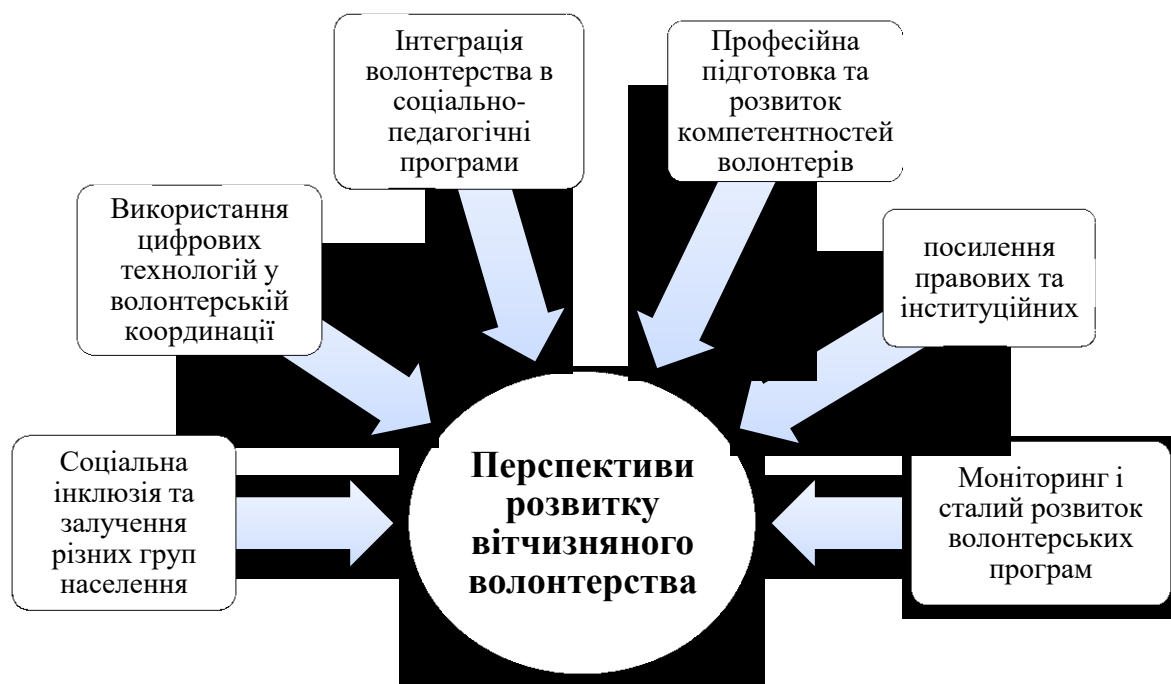 Інтеграція
волонтерства в
соціально-
педагогічні
програми
Професійна
підготовка та
розвиток
компетентностей
волонтерів
Використання
цифрових
технологій у
волонтерській
координації
посилення
правових та
інституційних
Соціальна
інклюзія та
залучення
різних груп
населення
Перспективи
розвитку
вітчизняного
волонтерства
Моніторинг і
сталий розвиток
волонтерських
програм